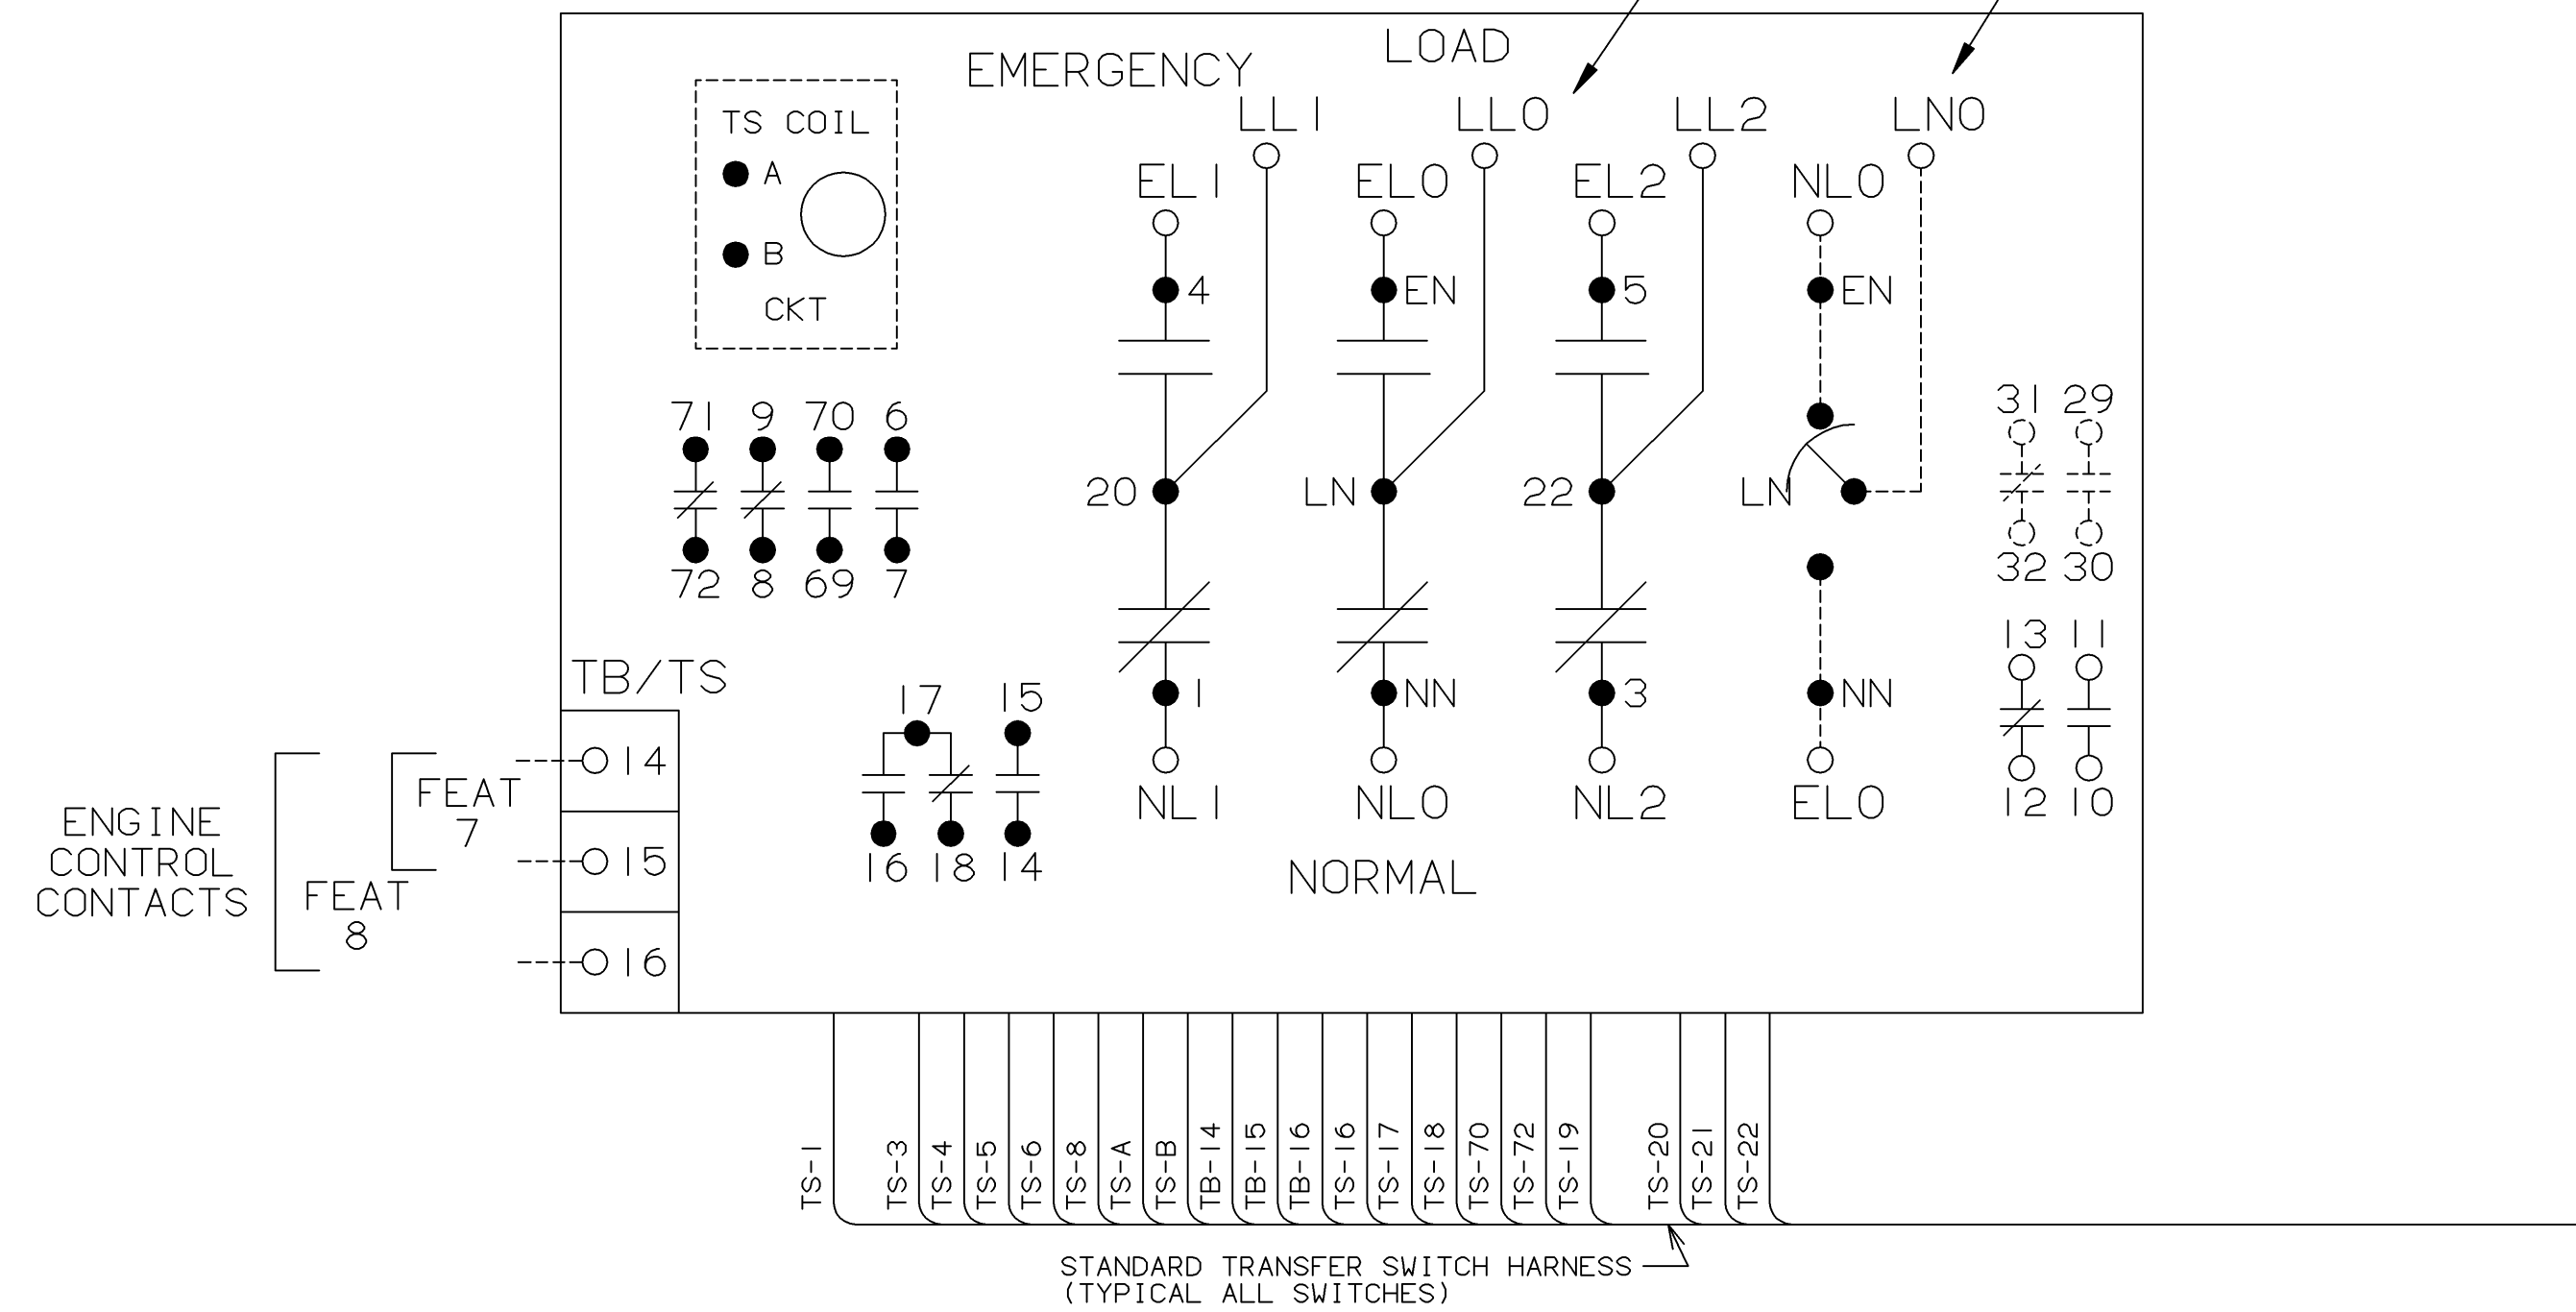 LOAD
EMERGENCY
LL1 LL0 LL2 LN0
TS COIL
A
B
CKT
EL1 EL0 EL2 NL0
4 EN 5 EN
71 9 70 6
72 8 69 7
31 29
32 30
20 LN 22 LN
13 11
12 10
1 NN 3 NN
NL1 NL0 NL2 EL0
NORMAL
TB/TS
14
15
16
17 15
16 18 14
FEAT
7
FEAT
8
ENGINE
CONTROL
CONTACTS
TS-1
TS-3
TS-4
TS-5
TS-6
TS-8
TS-A
TS-B
TB-14
TB-15
TB-16
TS-16
TS-17
TS-18
TS-70
TS-72
TS-19
TS-20
TS-21
TS-22
STANDARD TRANSFER SWITCH HARNESS
(TYPICAL ALL SWITCHES)